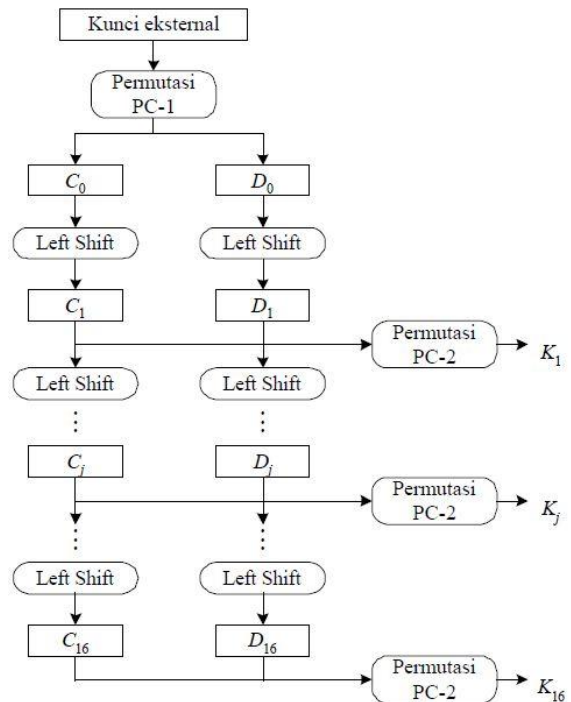 Kunci eksternal
Permutasi
PC-1
C0
D0
Left Shift
Left Shift
C1
D1
Permutasi
PC-2
K1
Left Shift
Left Shift
Cj
Dj
Permutasi
PC-2
Kj
Left Shift
Left Shift
C16
D16
Permutasi
PC-2
K16